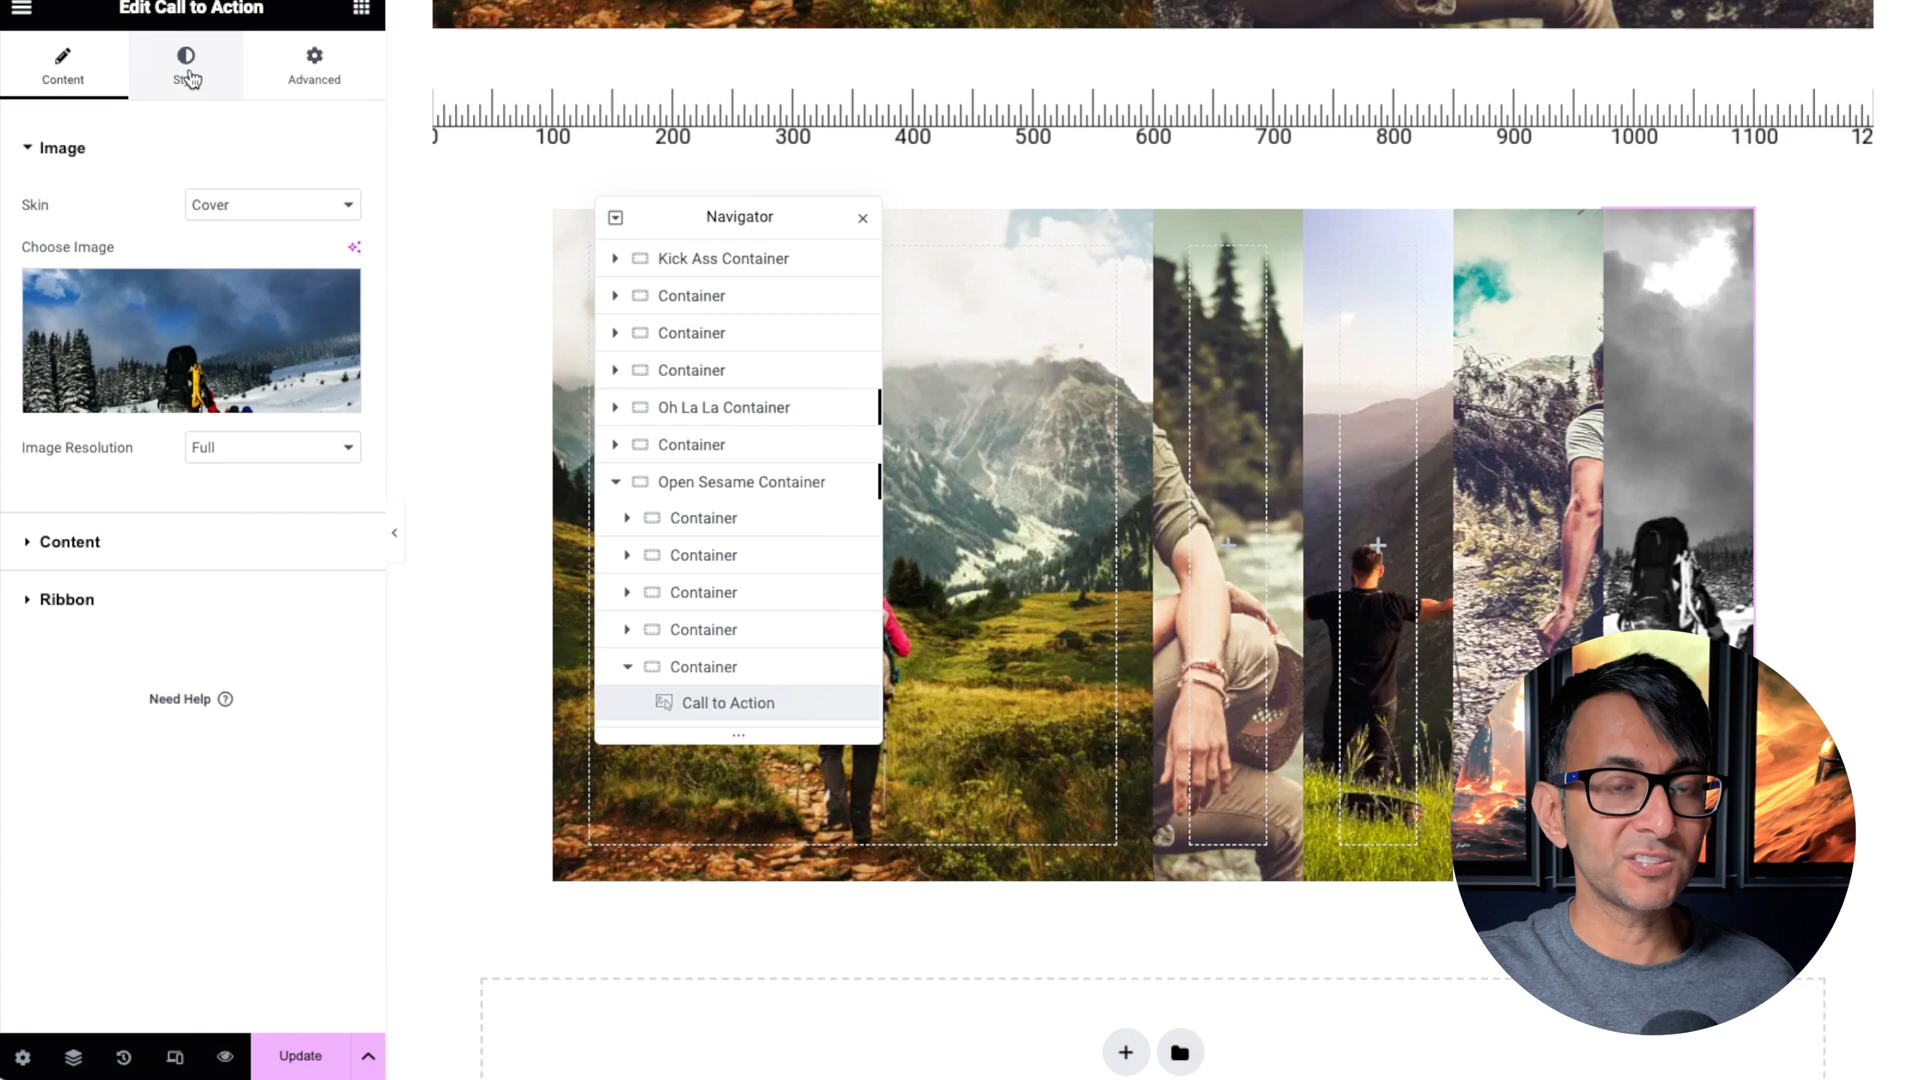 Edit Call to Action
Content
Advanced
Image
Skin
Cover
Choose Image
Image Resolution
Full
Content
Ribbon
Need Help ?
Update
100 200 300 400 500 600 700 800 900 1000 1100 12
Navigator
Kick Ass Container
Container
Container
Container
Oh La La Container
Container
Open Sesame Container
Container
Container
Container
Container
Container
Call to Action